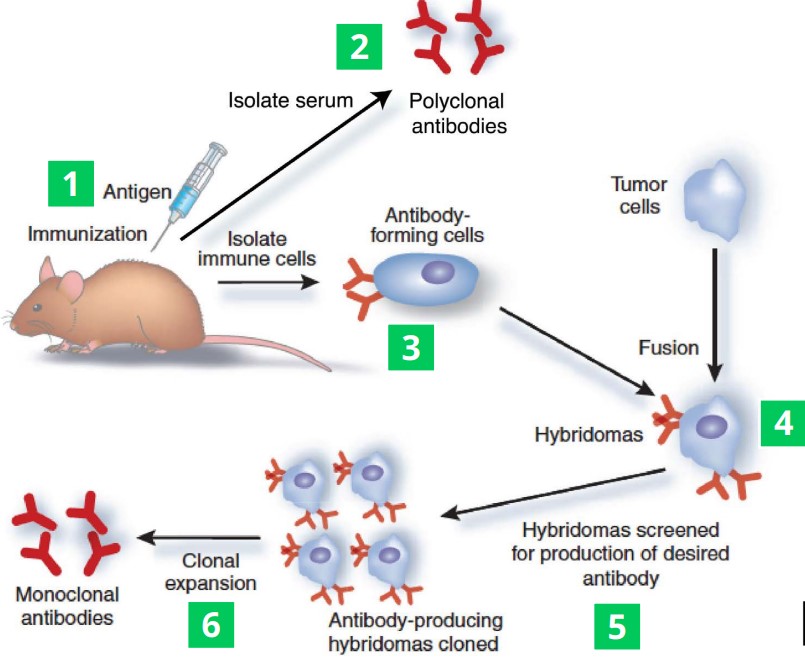 2
Isolate serum
Polyclonal
antibodies
1
Antigen
Immunization
Isolate
immune cells
Antibody-
forming cells
3
Tumor
cells
Fusion
4
Hybridomas
Hybridomas screened
for production of desired
antibody
5
Antibody-producing
hybridomas cloned
Clonal
expansion
6
Monoclonal
antibodies